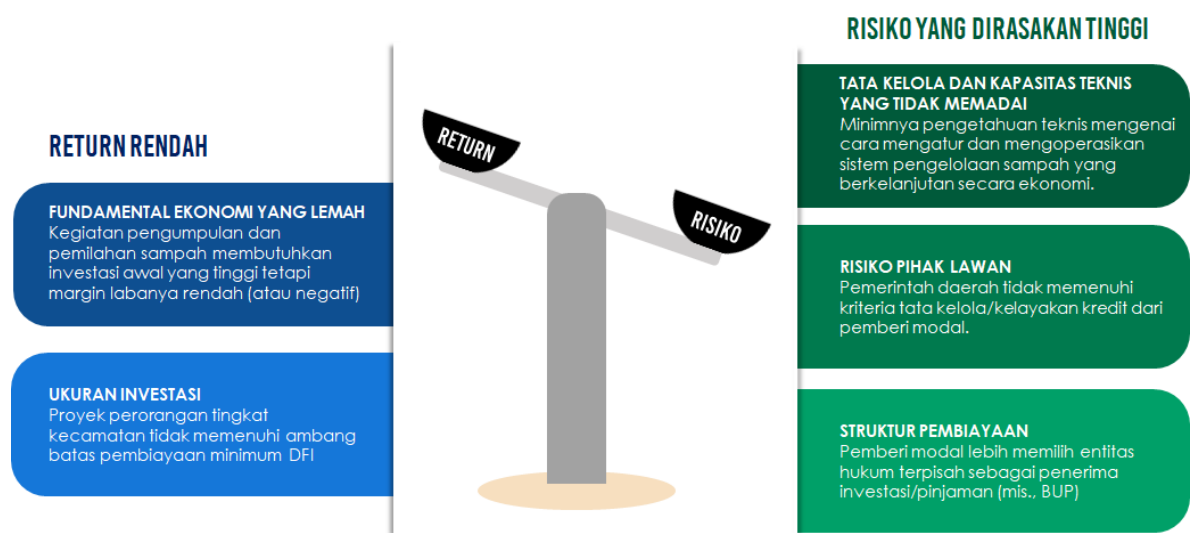 RETURN RENDAH
FUNDAMENTAL EKONOMI YANG LEMAH
Kegiatan pengumpulan dan
pemilahan sampah membutuhkan
investasi awal yang tinggi tetapi
margin labanya rendah (atau negatif)
UKURAN INVESTASI
Proyek perorangan tingkat
kecamatan tidak memenuhi ambang
batas pembiayaan minimum DFI
RETURN
RISIKO
RISIKO YANG DIRASAKAN TINGGI
TATA KELOLA DAN KAPASITAS TEKNIS
YANG TIDAK MEMADAI
Minimnya pengetahuan teknis mengenai
cara mengatur dan mengoperasikan
sistem pengelolaan sampah yang
berkelanjutan secara ekonomi.
RISIKO PIHAK LAWAN
Pemerintah daerah tidak memenuhi
kriteria tata kelola/kelayakan kredit dari
pemberi modal.
STRUKTUR PEMBIAYAAN
Pemberi modal lebih memilih entitas
hukum terpisah sebagai penerima
investasi/pinjaman (mis., BUP)